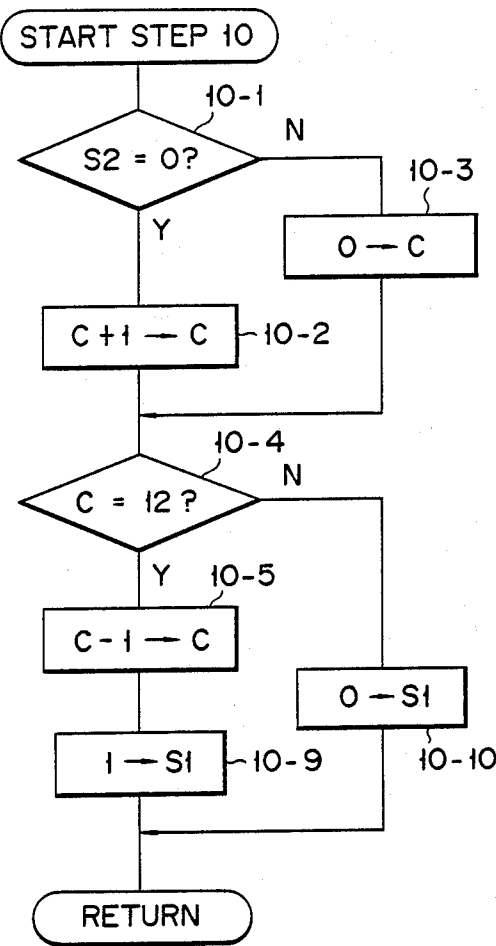 START STEP 10
10-1
S2 = 0?
N
10-3
Y
0 → C
C+1 → C
10-2
10-4
C = 12?
N
Y
10-5
C-1 → C
0 → S1
1 → S1
10-9
10-10
RETURN